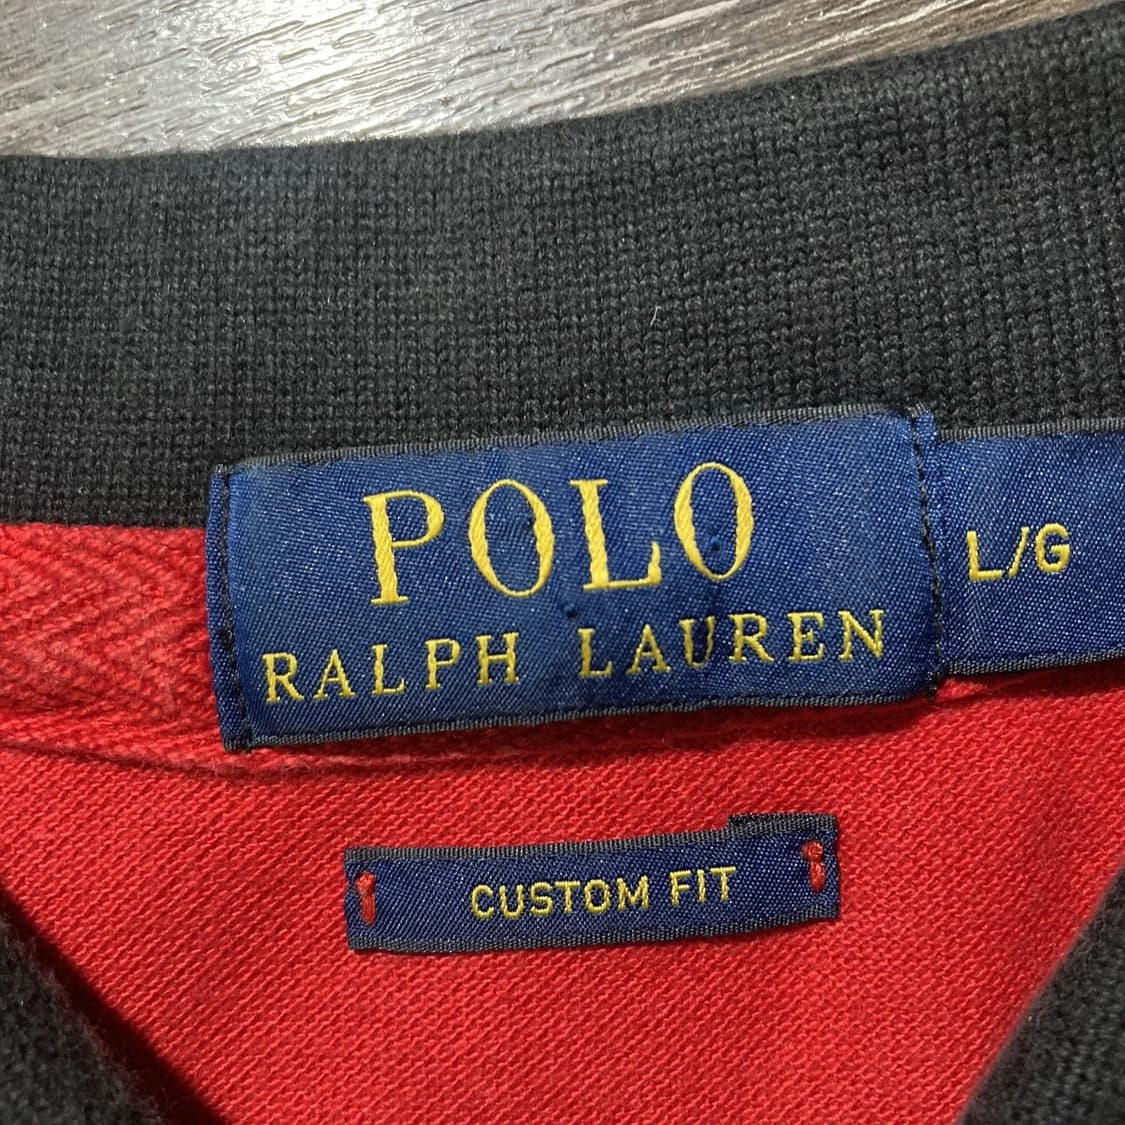 POLO
RALPH LAUREN
L/G
CUSTOM FIT